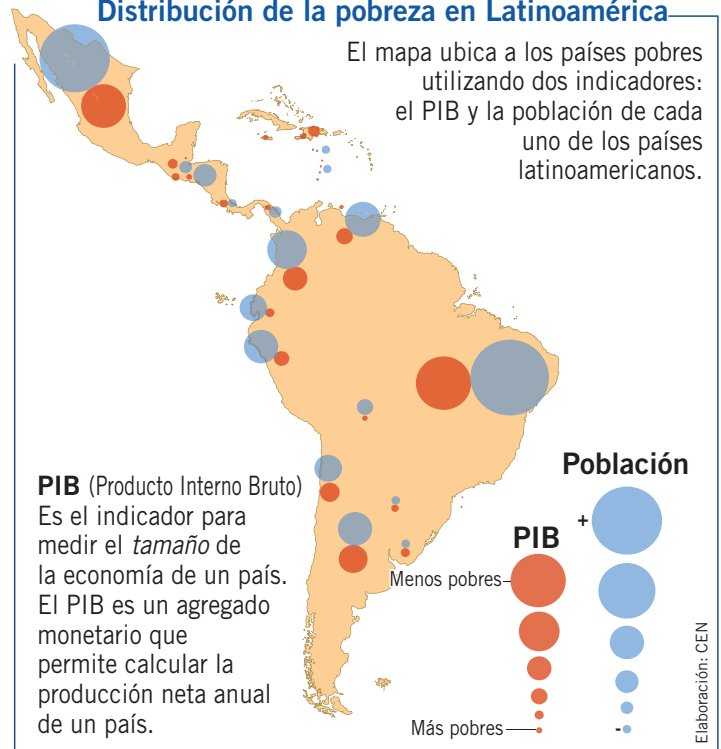 Distribución de la pobreza en Latinoamérica
El mapa ubica a los países pobres
utilizando dos indicadores:
el PIB y la población de cada
uno de los países
latinoamericanos.
PIB (Producto Interno Bruto)
Es el indicador para
medir el tamaño de
la economía de un país.
El PIB es un agregado
monetario que
permite calcular la
producción neta anual
de un país.
Población
+
-
PIB
Menos pobres
Más pobres
Elaboración: CEN